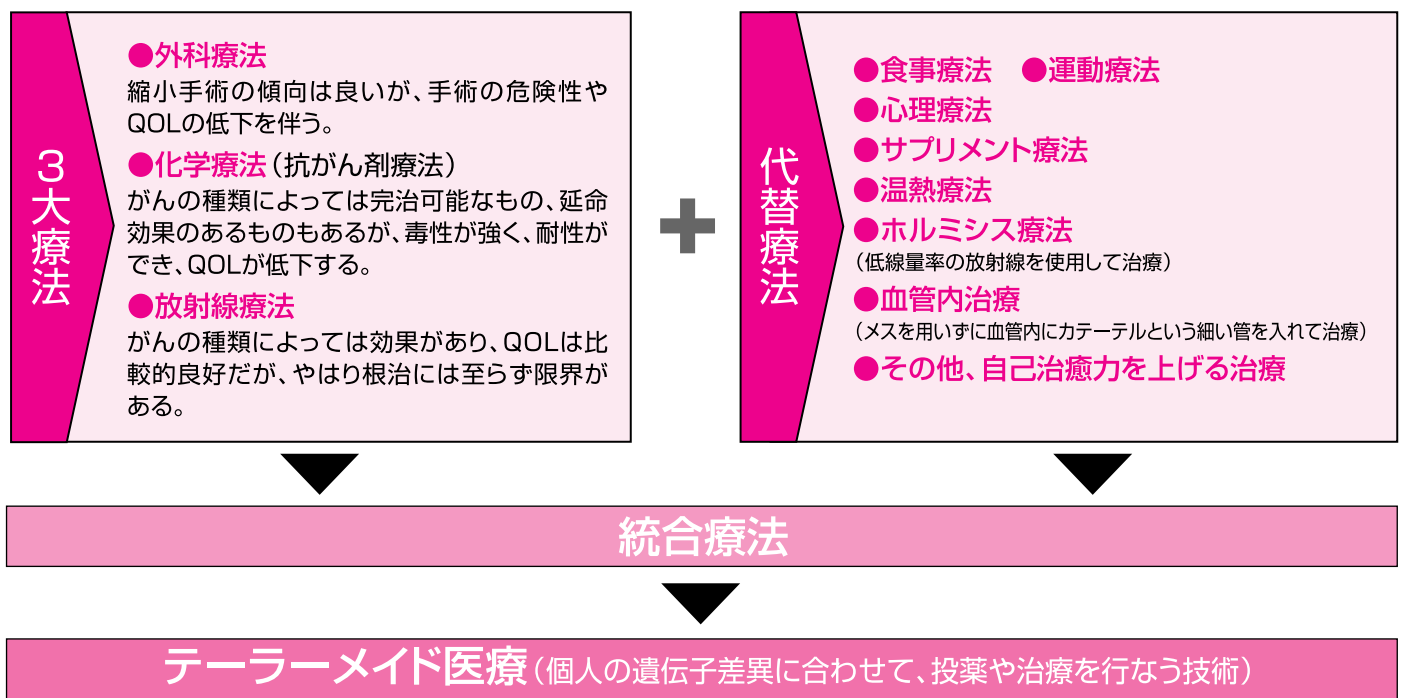 3大療法
●外科療法
縮小手術の傾向は良いが、手術の危険性や
QOLの低下を伴う。
●化学療法(抗がん剤療法)
がんの種類によっては完治可能なもの、延命
効果のあるものもあるが、毒性が強く、耐性が
でき、QOLが低下する。
●放射線療法
がんの種類によっては効果があり、QOLは比
較的良好だが、やはり根治には至らず限界が
ある。
代替療法
●食事療法 ●運動療法
●心理療法
●サプリメント療法
●温熱療法
●ホルミシス療法
(低線量率の放射線を使用して治療)
●血管内治療
(メスを用いずに血管内にカテーテルという細い管を入れて治療)
●その他、自己治癒力を上げる治療
統合療法
テーラーメイド医療(個人の遺伝子差異に合わせて、投薬や治療を行なう技術)